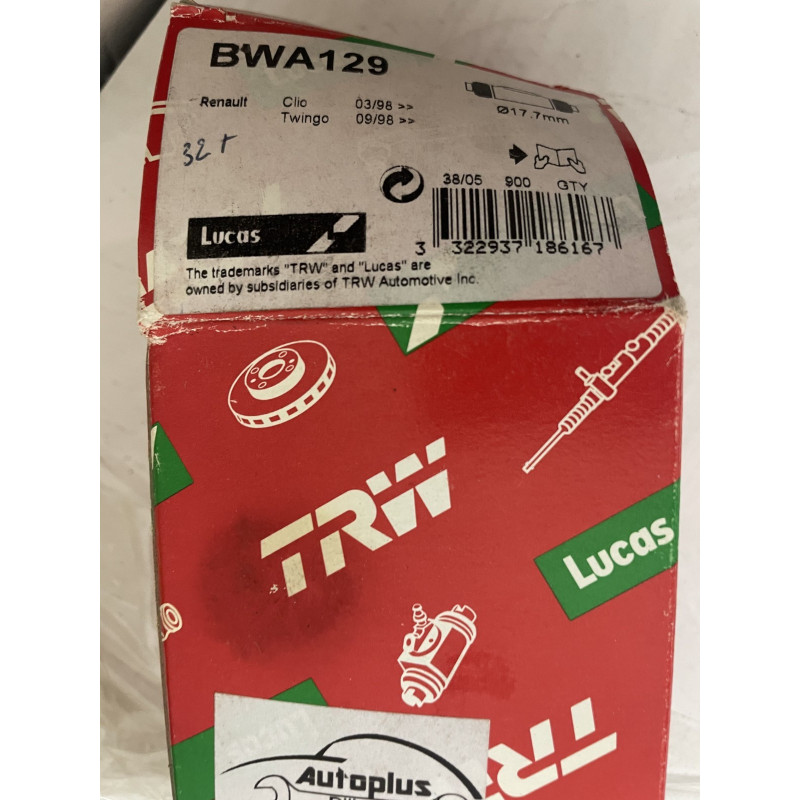 BWA129
Renault Clio 03/98 >>
Twingo 09/98 >>
Ø17.7mm
32 T
38/05 900 QTY
3 322937 186167
Lucas
The trademarks "TRW" and "Lucas" are
owned by subsidiaries of TRW Automotive Inc.
TRW
Lucas
TRW
Autoplus